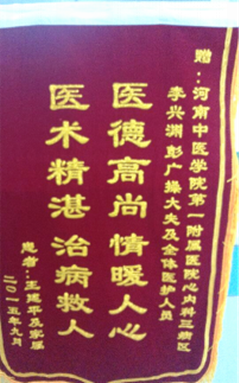 赠：河南中医学院第一附属医院心内科三病区
李兴渊彭广操大夫及全体医护人员
医德高尚情暖人心
医术精湛治病救人
患者：王建平及家属
二〇一五年九月